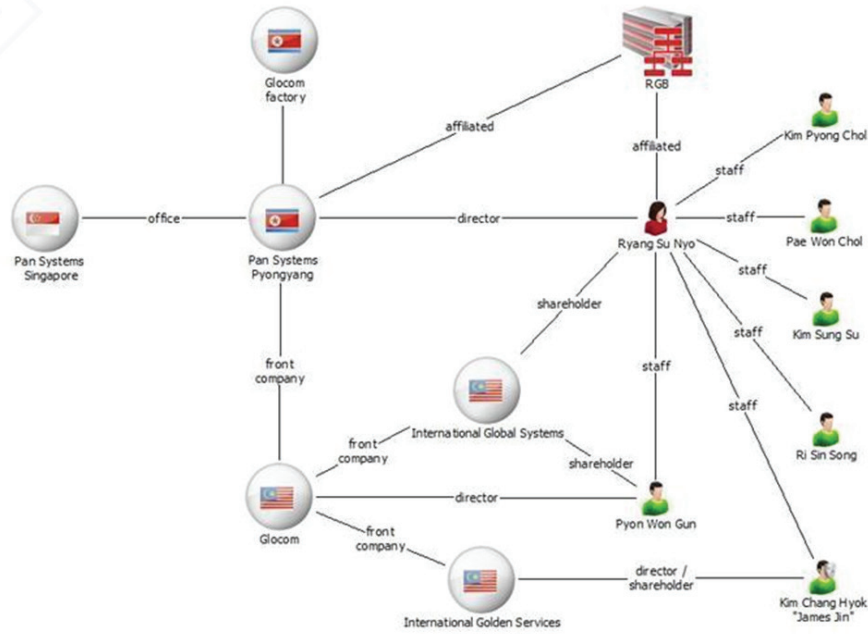 Glocom
factory
RGB
affiliated
affiliated
Kim Pyong Chol
staff
office
director
staff
Pan Systems
Singapore
Pan Systems
Pyongyang
Ryang Su Nyo
Pae Won Chol
staff
shareholder
Kim Sung Su
staff
front
company
staff
staff
International Global Systems
front
company
shareholder
Ri Sin Song
director
Glocom
Pyon Won Gun
front
company
director /
shareholder
International Golden Services
Kim Chang Hyok
"James Jin"